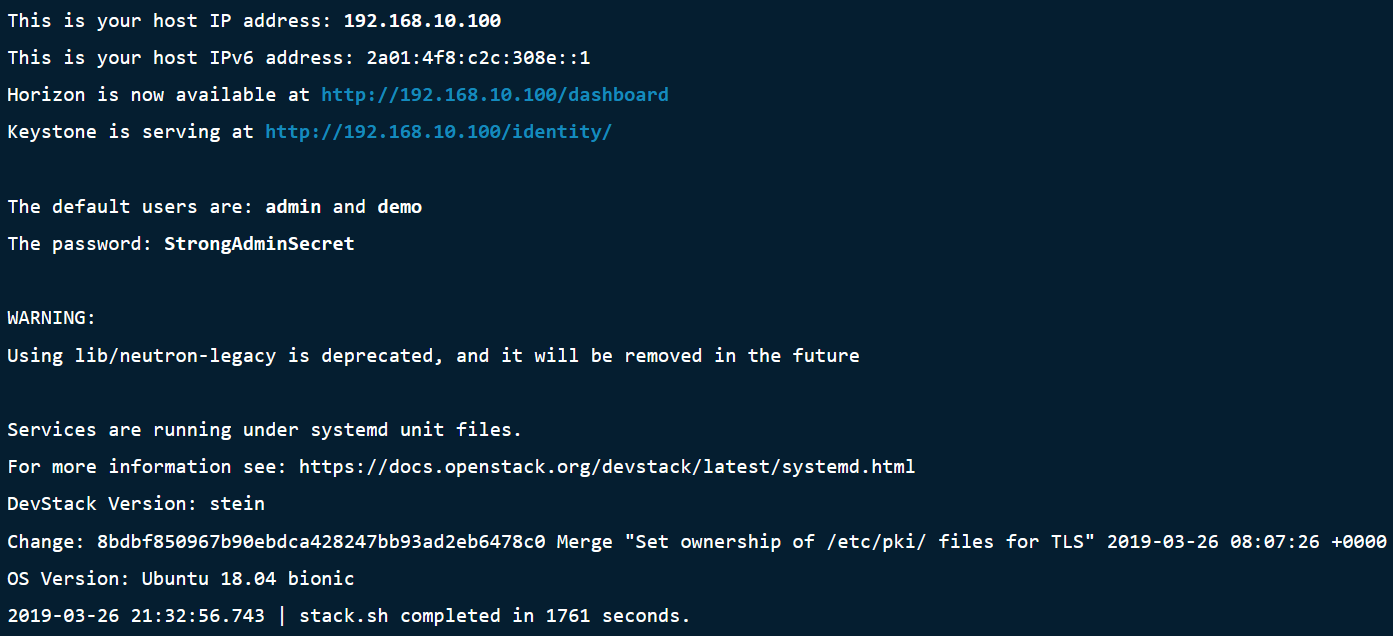 This is your host IP address: 192.168.10.100
This is your host IPv6 address: 2a01:4f8:c2c:308e::1
Horizon is now available at http://192.168.10.100/dashboard
Keystone is serving at http://192.168.10.100/identity/
The default users are: admin and demo
The password: StrongAdminSecret
WARNING:
Using lib/neutron-legacy is deprecated, and it will be removed in the future
Services are running under systemd unit files.
For more information see: https://docs.openstack.org/devstack/latest/systemd.html
DevStack Version: stein
Change: 8bdbf850967b90ebdca428247bb93ad2eb6478c0 Merge "Set ownership of /etc/pki/ files for TLS" 2019-03-26 08:07:26 +0000
OS Version: Ubuntu 18.04 bionic
2019-03-26 21:32:56.743 | stack.sh completed in 1761 seconds.